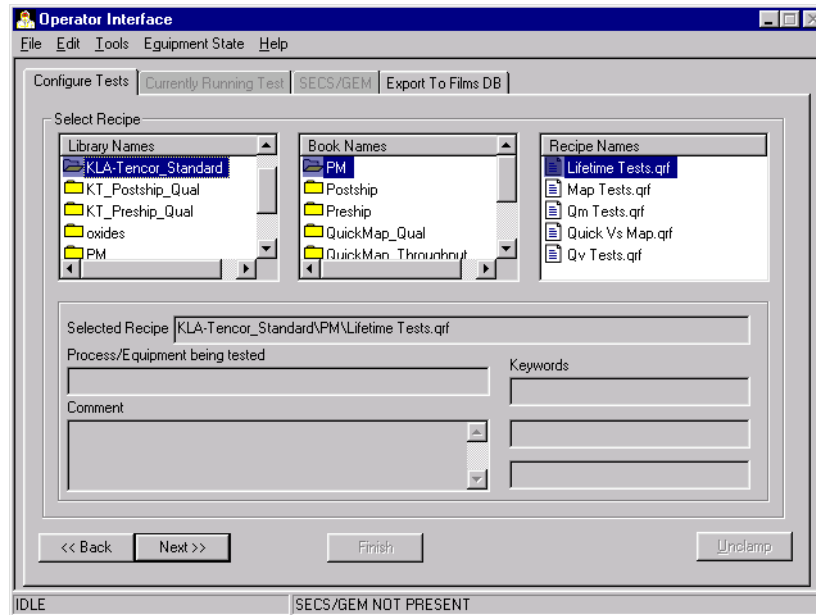 Operator Interface
File Edit Tools Equipment State Help
Configure Tests Currently Running Test SECS/GEM Export To Films DB
Select Recipe
Library Names
KLA-Tencor_Standard
KT_Postship_Qual
KT_Preship_Qual
oxides
PM
Book Names
PM
Postship
Preship
QuickMap_Qual
QuickMap_Throughput
Recipe Names
Lifetime Tests.qrf
Map Tests.qrf
Qm Tests.qrf
Quick Vs Map.qrf
Qv Tests.qrf
Selected Recipe KLA-Tencor_Standard\PM\Lifetime Tests.qrf
Process/Equipment being tested
Keywords
Comment
<< Back Next >> Finish Unclamp
IDLE SECS/GEM NOT PRESENT